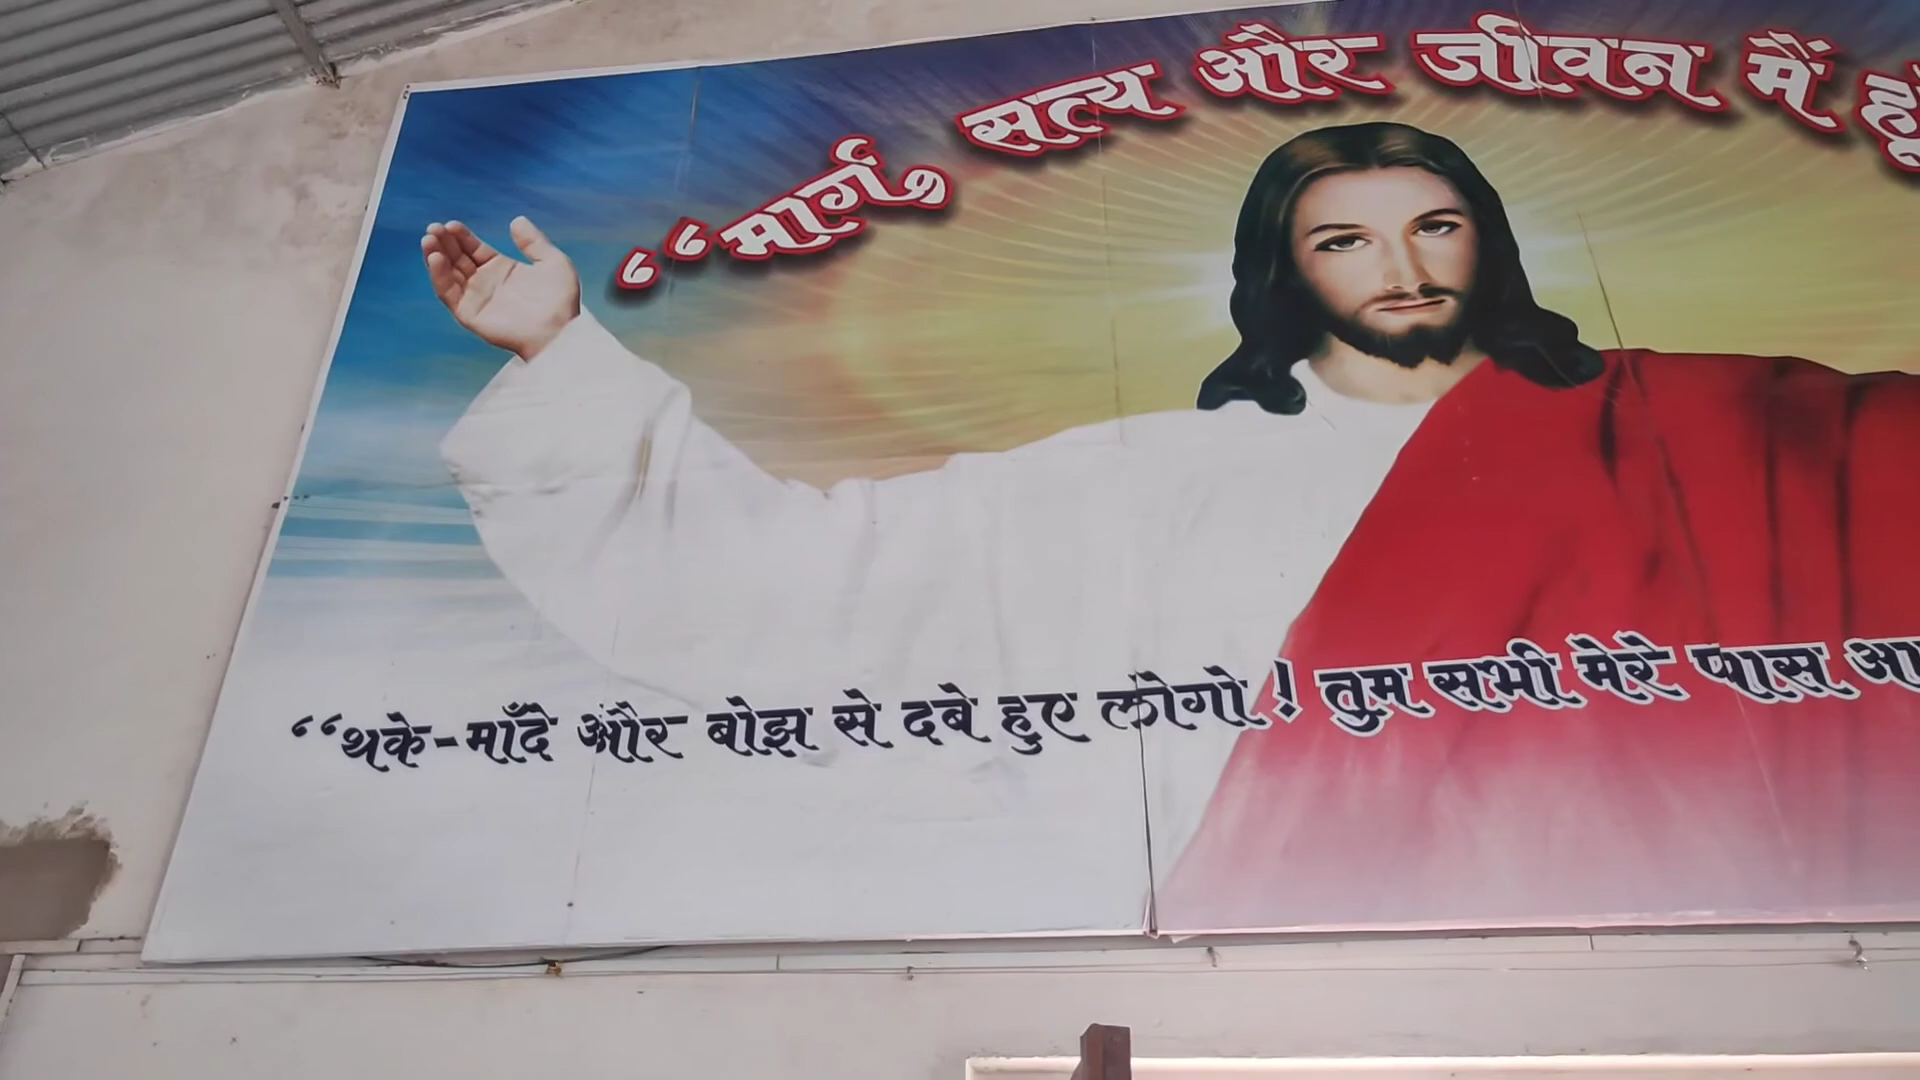 “मार्ग, सत्य और जीवन मैं हूँ
“थके-माँदे और बोझ से दबे हुए लोगो! तुम सभी मेरे पास